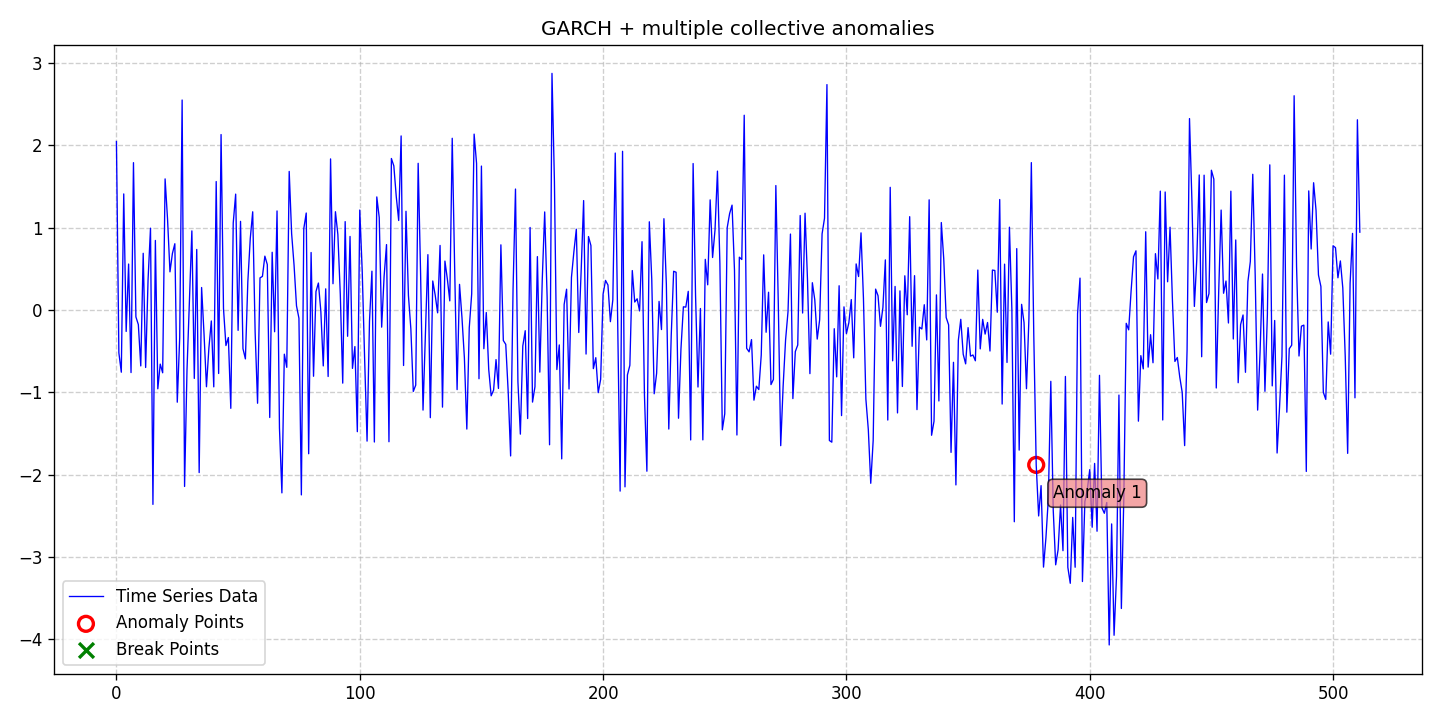 GARCH + multiple collective anomalies
3
2
1
0
−1
−2
−3
−4
Anomaly 1
Time Series Data
Anomaly Points
Break Points
0 100 200 300 400 500